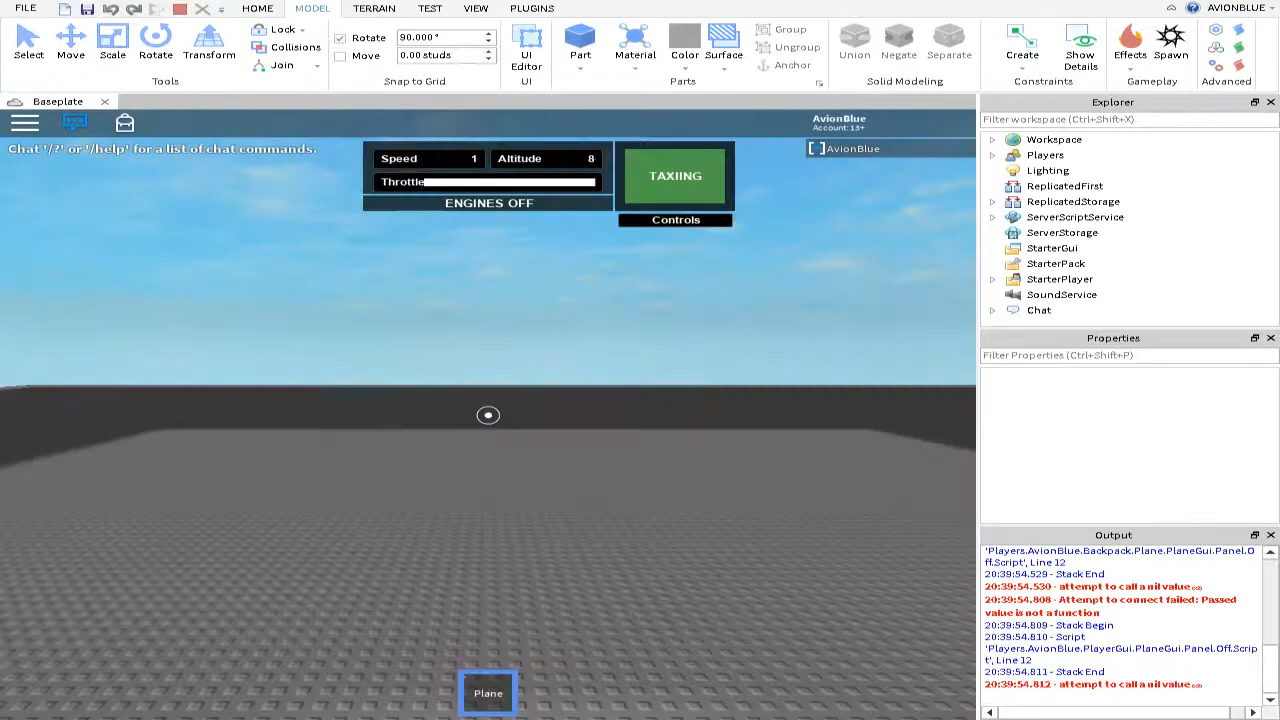 FILE
HOME
MODEL
TERRAIN
TEST
VIEW
PLUGINS
AVIONBLUE
Select
Move
Scale
Rotate
Transform
Lock
Collisions
Join
Tools
Rotate
90.000 °
Move
0.00 studs
Snap to Grid
UI
Editor
UI
Part
Material
Color
Surface
Group
Ungroup
Anchor
Parts
Union
Negate
Separate
Solid Modeling
Create
Show
Details
Constraints
Effects
Spawn
Gameplay
Advanced
Baseplate
Chat '/?' or '/help' for a list of chat commands.
AvionBlue
Account: 13+
AvionBlue
Speed 1
Altitude 8
Throttle
ENGINES OFF
TAXIING
Controls
Plane
Explorer
Filter workspace (Ctrl+Shift+X)
Workspace
Players
Lighting
ReplicatedFirst
ReplicatedStorage
ServerScriptService
ServerStorage
StarterGui
StarterPack
StarterPlayer
SoundService
Chat
Properties
Filter Properties (Ctrl+Shift+P)
Output
'Players.AvionBlue.Backpack.Plane.PlaneGui.Panel.O
ff.Script', Line 12
20:39:54.529 - Stack End
20:39:54.530 - attempt to call a nil value
20:39:54.808 - Attempt to connect failed: Passed
value is not a function
20:39:54.809 - Stack Begin
20:39:54.810 - Script
'Players.AvionBlue.PlayerGui.PlaneGui.Panel.Off.Scrip
t', Line 12
20:39:54.811 - Stack End
20:39:54.812 - attempt to call a nil value